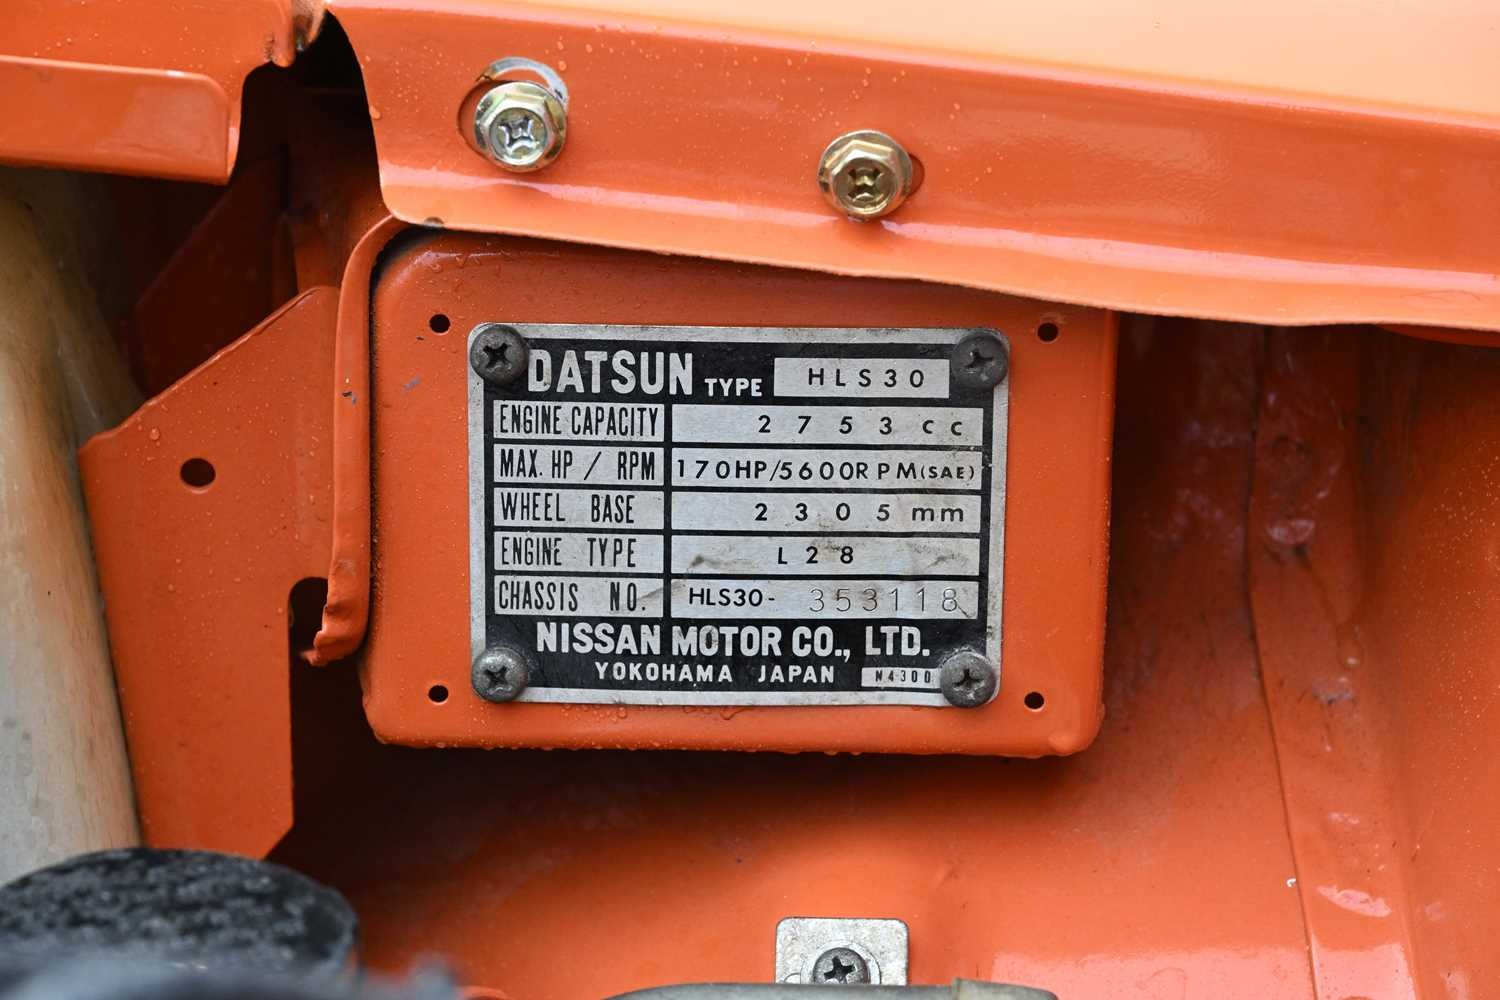 DATSUN TYPE HLS30
ENGINE CAPACITY 2753cc
MAX. HP / RPM 170HP/5600RPM(SAE)
WHEEL BASE 2305mm
ENGINE TYPE L28
CHASSIS NO. HLS30- 353118
NISSAN MOTOR CO., LTD.
YOKOHAMA JAPAN N4300